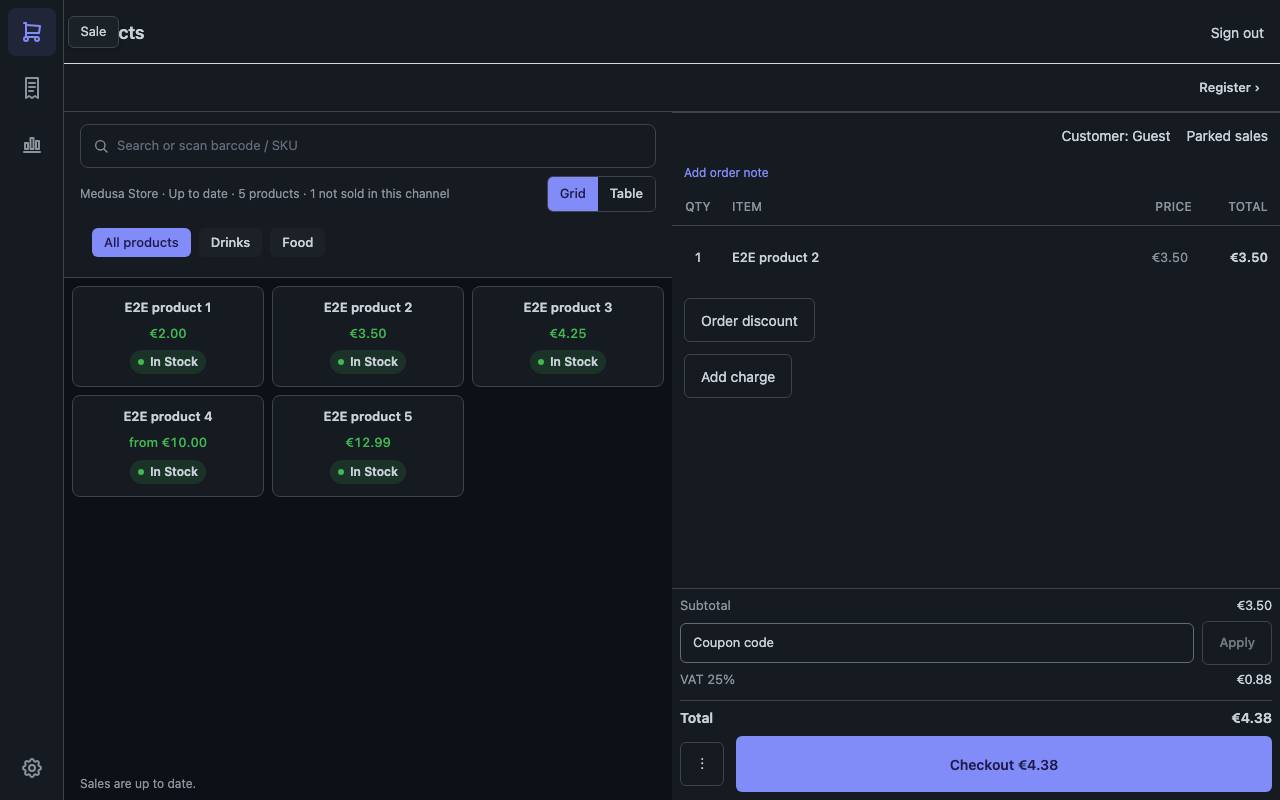 Sale
cts
Sign out
Register ›
Search or scan barcode / SKU
Medusa Store · Up to date · 5 products · 1 not sold in this channel
Grid
Table
All products
Drinks
Food
E2E product 1
€2.00
In Stock
E2E product 2
€3.50
In Stock
E2E product 3
€4.25
In Stock
E2E product 4
from €10.00
In Stock
E2E product 5
€12.99
In Stock
Sales are up to date.
Customer: Guest
Parked sales
Add order note
QTY ITEM PRICE TOTAL
1 E2E product 2 €3.50 €3.50
Order discount
Add charge
Subtotal €3.50
Coupon code
Apply
VAT 25% €0.88
Total €4.38
Checkout €4.38